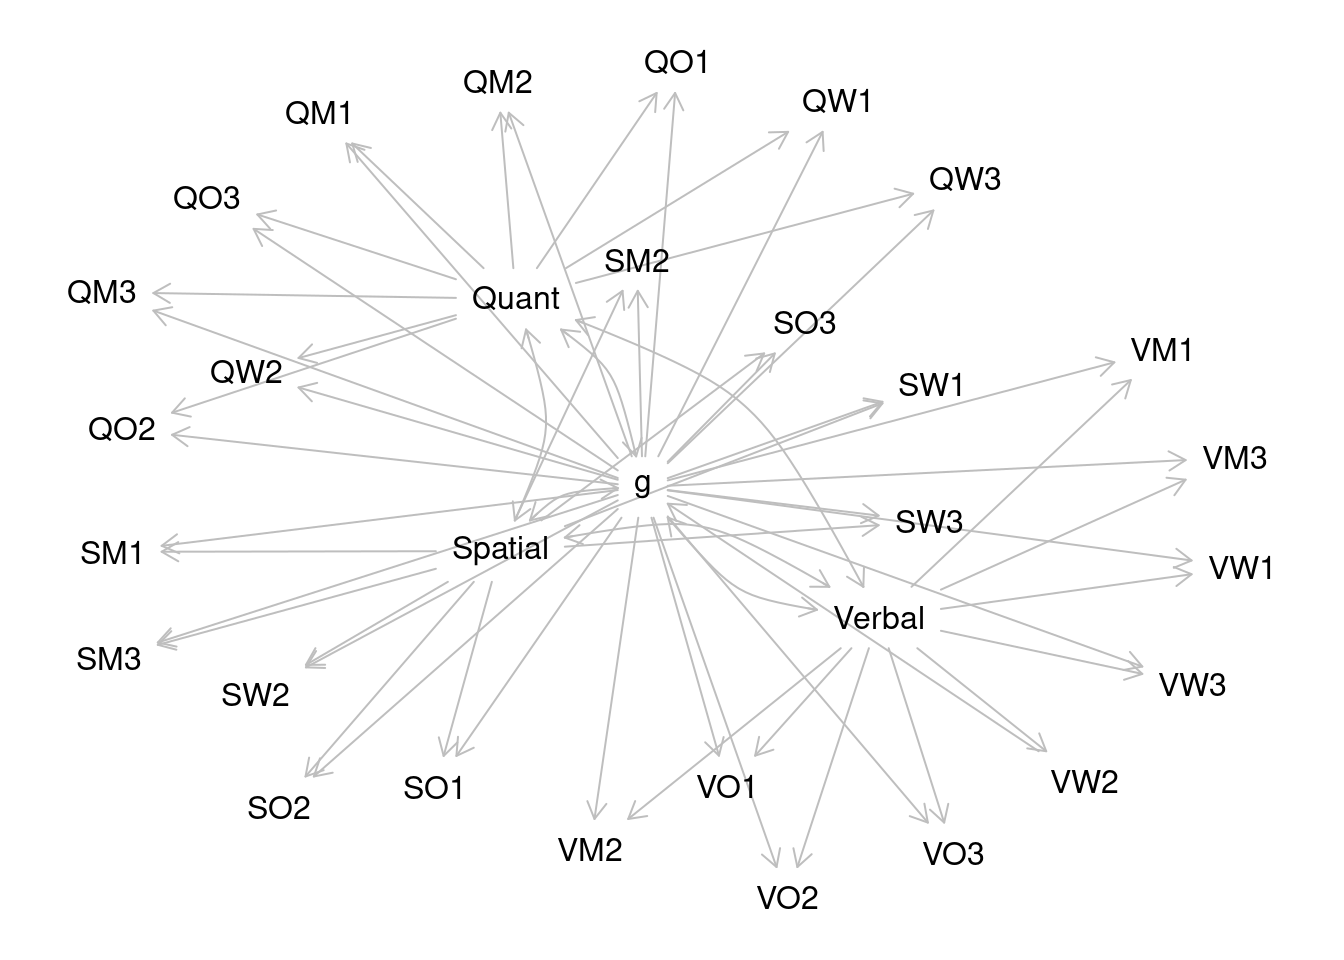 QO1
QM2
QW1
QM1
QW3
QO3
SM2
QM3
Quant
SO3
VM1
QW2
SW1
QO2
VM3
g
SW3
Spatial
SM1
VW1
Verbal
SM3
VW3
SW2
VW2
VO1
SO1
SO2
VM2
VO3
VO2